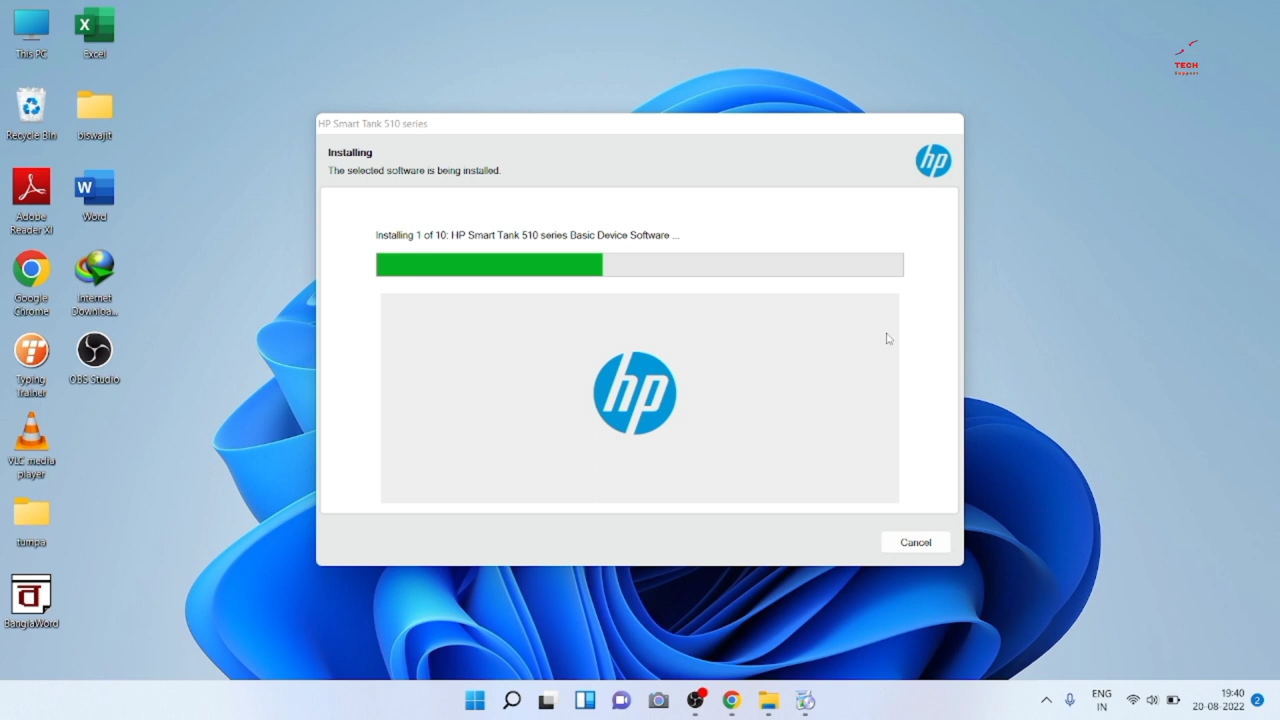 This PC
Excel
Recycle Bin
biswajit
Adobe
Reader XI
Word
Google
Chrome
Internet
Downloa...
Typing
Trainer
OBS Studio
VLC media
player
tumpa
BanglaWord
TECH
Support
HP Smart Tank 510 series
Installing
The selected software is being installed.
hp
Installing 1 of 10: HP Smart Tank 510 series Basic Device Software ...
hp
Cancel
ENG
IN
19:40
20-08-2022
2